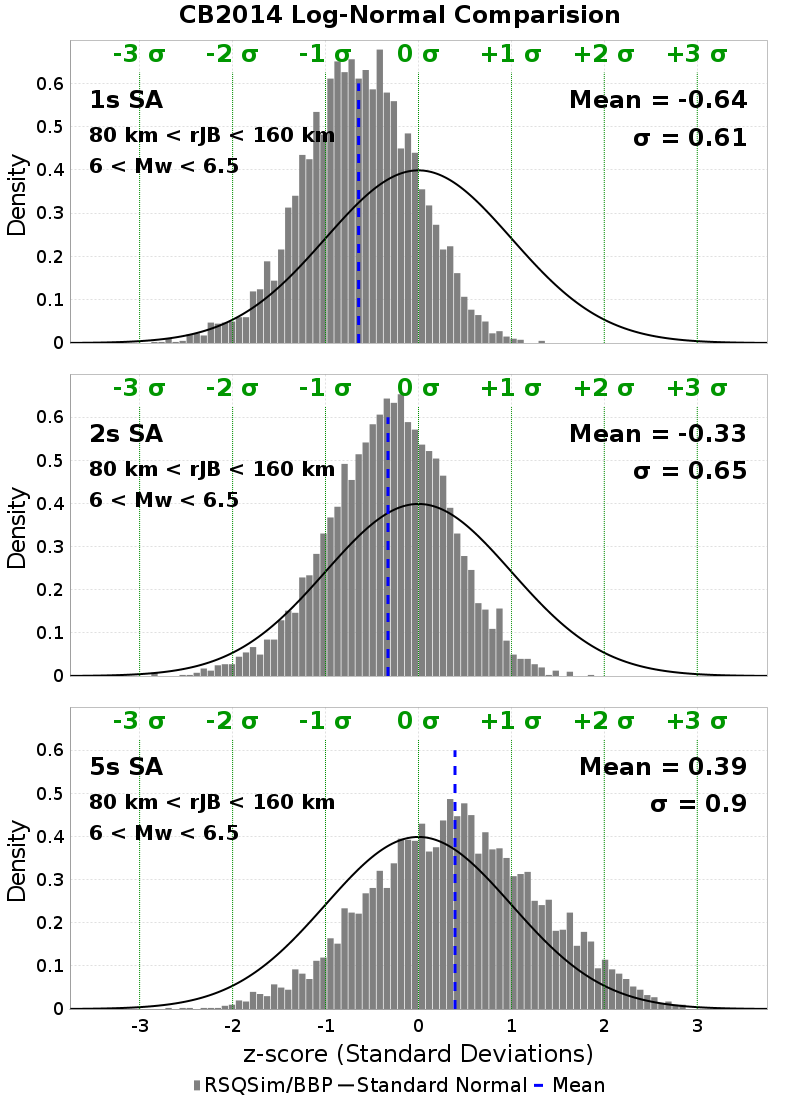 CB2014 Log-Normal Comparision
-3 σ -2 σ -1 σ 0 σ +1 σ +2 σ +3 σ
0.6
1s SA Mean = -0.64
0.5
80 km < rJB < 160 km σ = 0.61
0.4
6 < Mw < 6.5
0.3
0.2
0.1
0
Density
-3 σ -2 σ -1 σ 0 σ +1 σ +2 σ +3 σ
0.6
2s SA Mean = -0.33
0.5
80 km < rJB < 160 km σ = 0.65
0.4
6 < Mw < 6.5
0.3
0.2
0.1
0
Density
-3 σ -2 σ -1 σ 0 σ +1 σ +2 σ +3 σ
0.6
5s SA Mean = 0.39
0.5
80 km < rJB < 160 km σ = 0.9
0.4
6 < Mw < 6.5
0.3
0.2
0.1
0
Density
-3 -2 -1 0 1 2 3
z-score (Standard Deviations)
RSQSim/BBP Standard Normal Mean